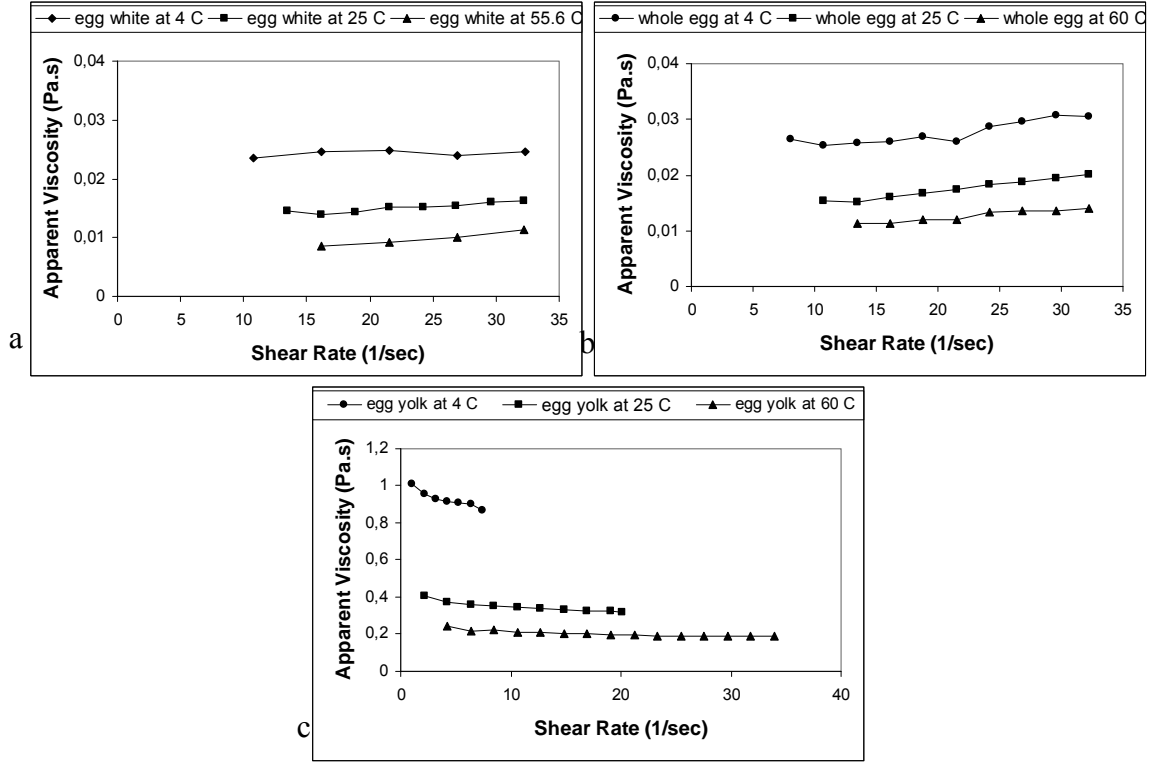 egg white at 4 C egg white at 25 C egg white at 55.6 C
Apparent Viscosity (Pa.s)
0,04
0,03
0,02
0,01
0
0 5 10 15 20 25 30 35
Shear Rate (1/sec)
a
whole egg at 4 C whole egg at 25 C whole egg at 60 C
Apparent Viscosity (Pa.s)
0,04
0,03
0,02
0,01
0
0 5 10 15 20 25 30 35
Shear Rate (1/sec)
b
egg yolk at 4 C egg yolk at 25 C egg yolk at 60 C
Apparent Viscosity (Pa.s)
1,2
1
0,8
0,6
0,4
0,2
0
0 10 20 30 40
Shear Rate (1/sec)
c